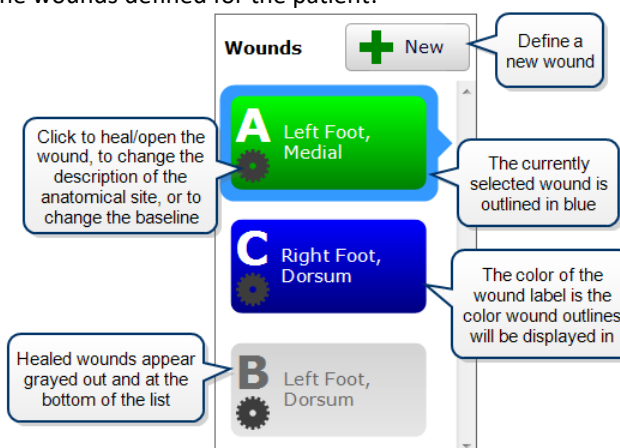 he wounds defined for the patient.
Wounds
New
Define a
new wound
A
Left Foot,
Medial
Click to heal/open the
wound, to change the
description of the
anatomical site, or to
change the baseline
The currently
selected wound is
outlined in blue
C
Right Foot,
Dorsum
The color of the
wound label is the
color wound outlines
will be displayed in
Healed wounds appear
grayed out and at the
bottom of the list
B
Left Foot,
Dorsum